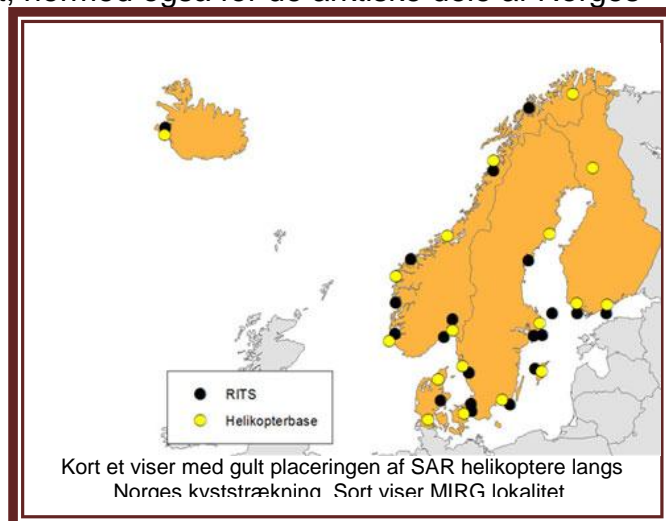 t, hermed også for de arktiske dele af Norges
RITS
Helikopterbase
Kort et viser med gult placeringen af SAR helikoptere langs
Norges kyststrækning. Sort viser MIRG lokalitet